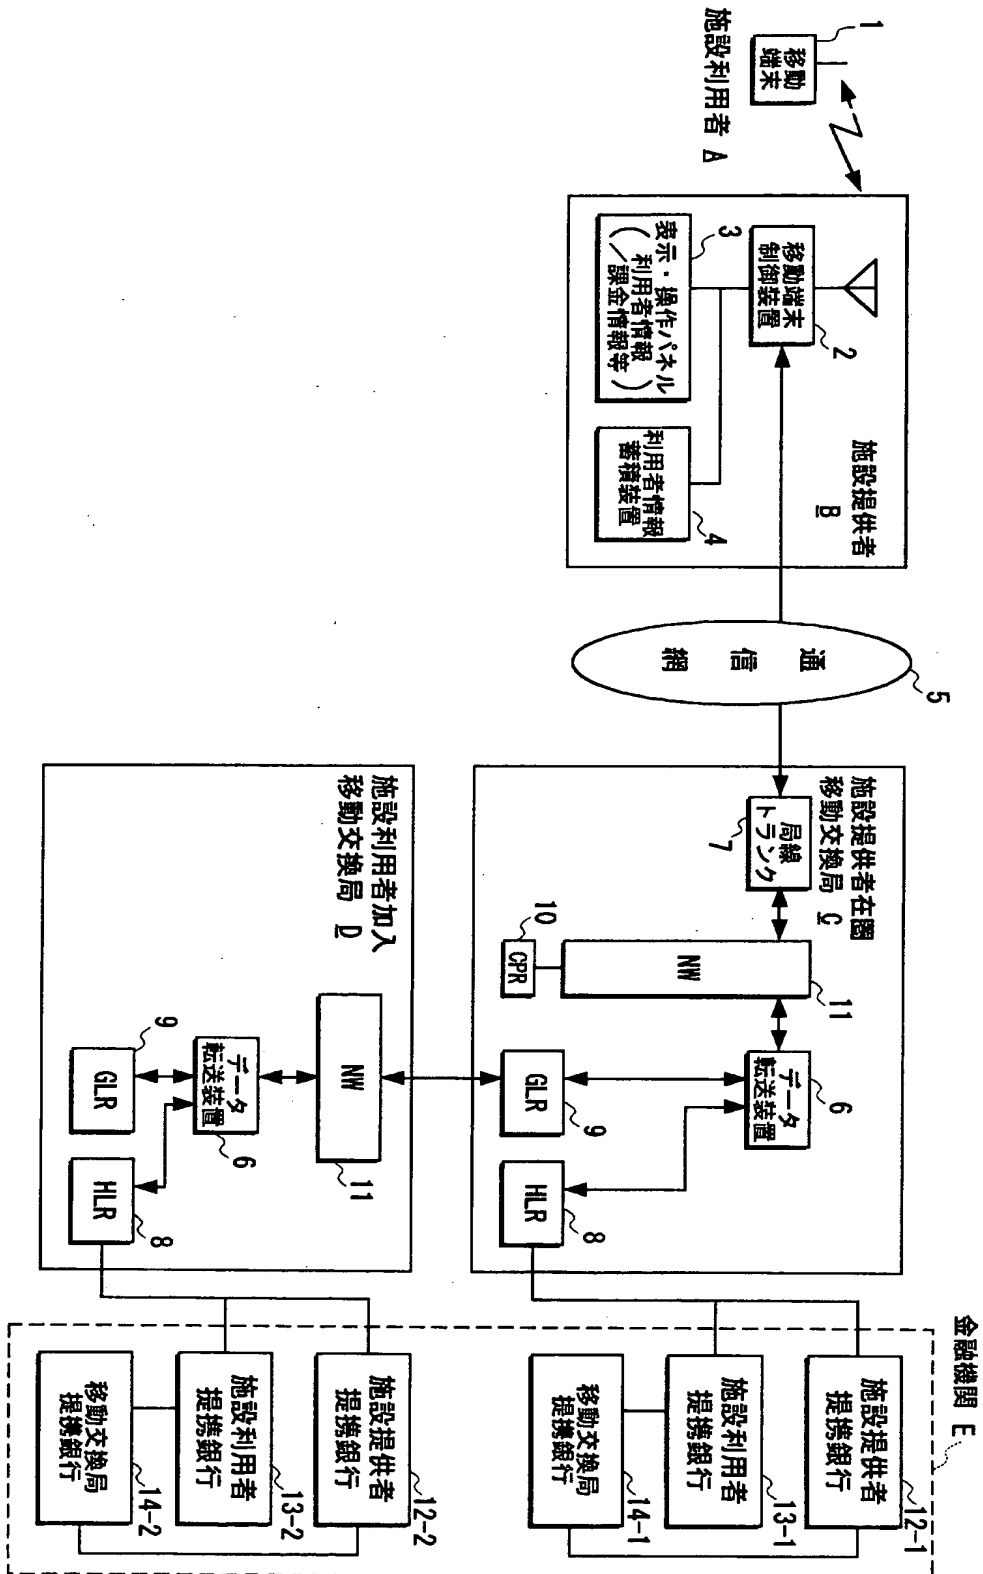 1
移動
端末
施設利用者 A
施設提供者
B
移動端末
制御装置
2
3
表示・操作パネル
(利用者情報
/課金情報等)
利用者情報
蓄積装置
4
通信網
5
施設提供者在圏
移動交換局 C
局線
トランク
7
NW
11
10
CPR
データ
転送装置
6
GLR
9
HLR
8
施設利用者加入
移動交換局 D
NW
11
データ
転送装置
6
GLR
9
HLR
8
金融機関 E
施設提供者
提携銀行
12-1
施設利用者
提携銀行
13-1
移動交換局
提携銀行
14-1
施設提供者
提携銀行
12-2
施設利用者
提携銀行
13-2
移動交換局
提携銀行
14-2